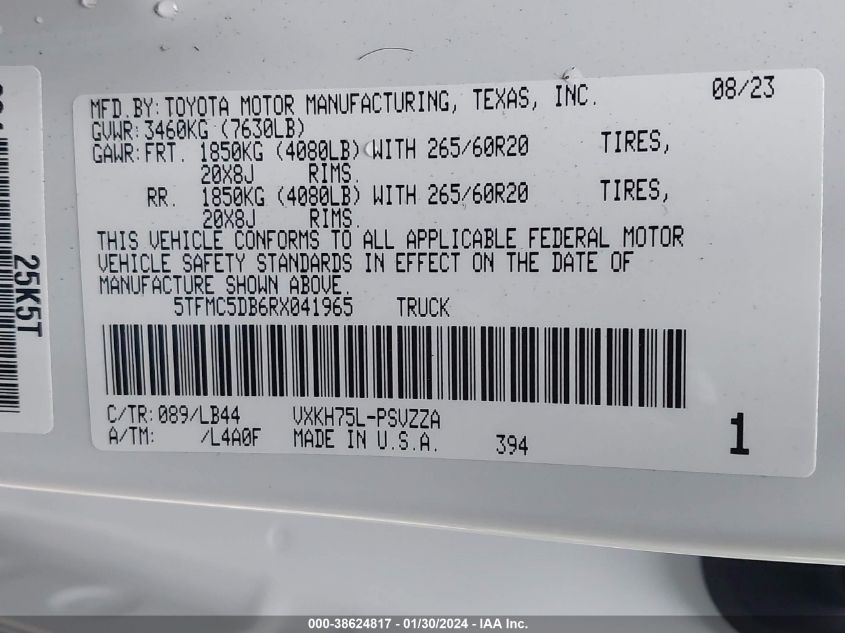 MFD.BY:TOYOTA MOTOR MANUFACTURING, TEXAS, INC. 08/23
GVWR:3460KG (7630LB)
GAWR:FRT. 1850KG (4080LB) WITH 265/60R20 TIRES,
20X8J RIMS.
RR. 1850KG (4080LB) WITH 265/60R20 TIRES,
20X8J RIMS.
THIS VEHICLE CONFORMS TO ALL APPLICABLE FEDERAL MOTOR
VEHICLE SAFETY STANDARDS IN EFFECT ON THE DATE OF
MANUFACTURE SHOWN ABOVE.
5TFMC5DB6RX041965 TRUCK
C/TR:089/LB44 VXKH75L-PSVZZA
A/TM: /L4A0F MADE IN U.S.A. 394 1
25K5T
000-38624817 - 01/30/2024 - IAA Inc.